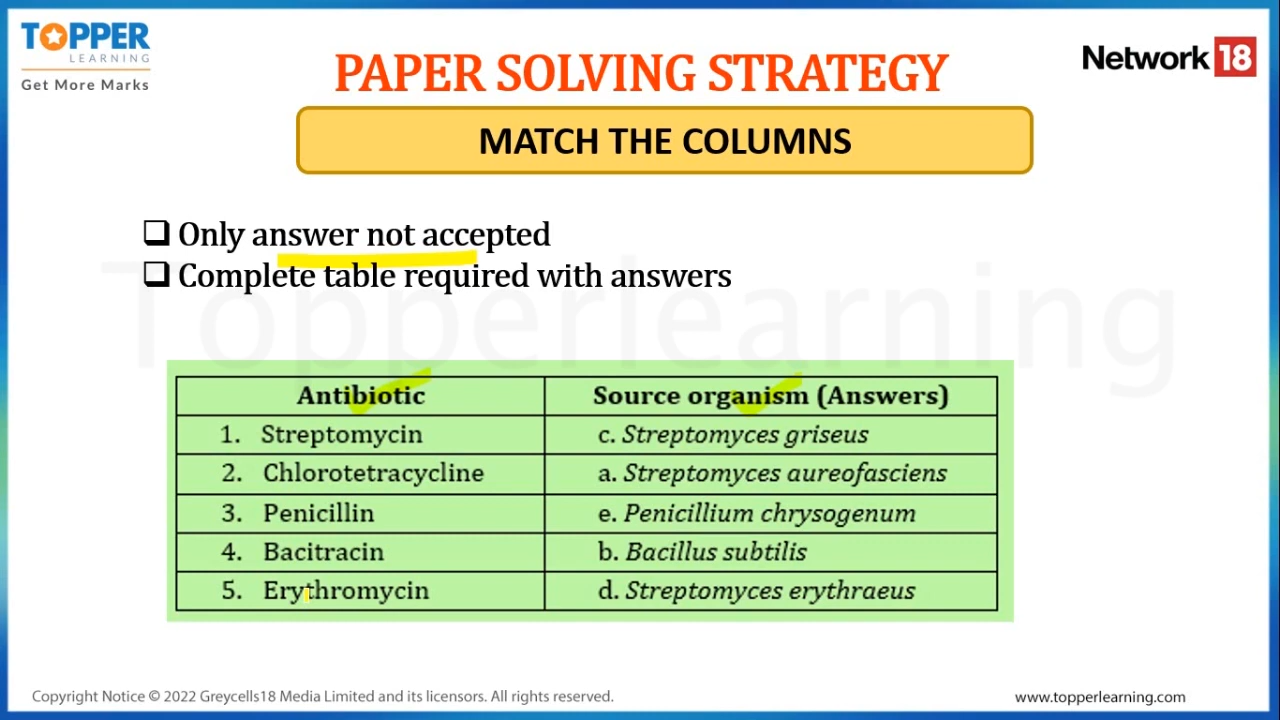 TOPPER
LEARNING
Get More Marks
PAPER SOLVING STRATEGY
Network 18
MATCH THE COLUMNS
Only answer not accepted
Complete table required with answers
Topperlearning
Antibiotic Source organism (Answers)
1. Streptomycin c. Streptomyces griseus
2. Chlorotetracycline a. Streptomyces aureofasciens
3. Penicillin e. Penicillium chrysogenum
4. Bacitracin b. Bacillus subtilis
5. Erythromycin d. Streptomyces erythraeus
Copyright Notice © 2022 Greycells18 Media Limited and its licensors. All rights reserved.
www.topperlearning.com